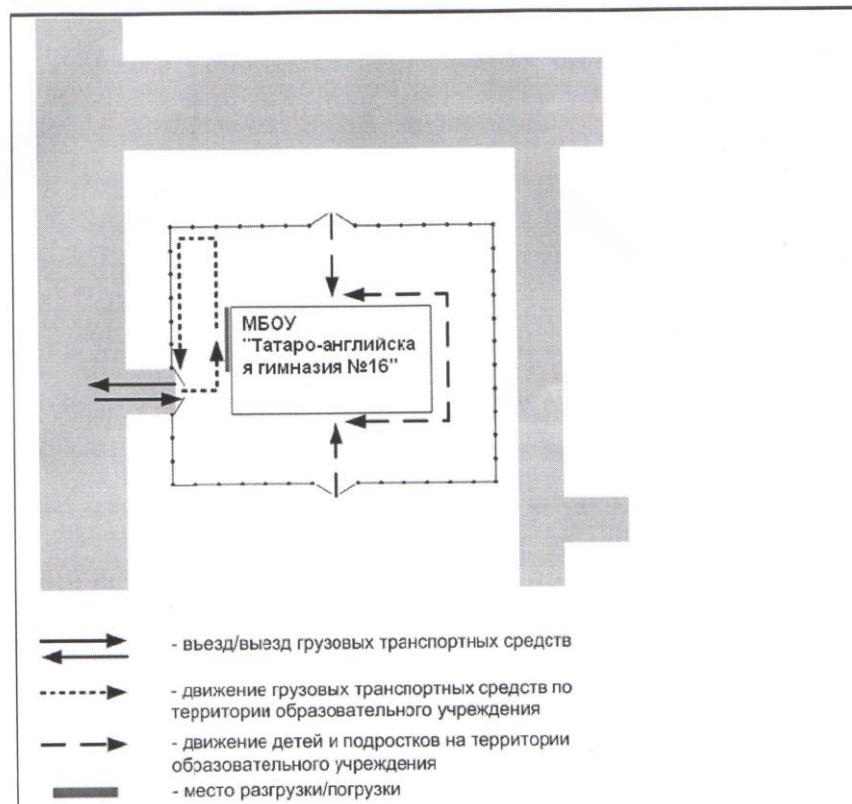 МБОУ
"Татаро-английска
я гимназия №16"
- въезд/выезд грузовых транспортных средств
- движение грузовых транспортных средств по
территории образовательного учреждения
- движение детей и подростков на территории
образовательного учреждения
- место разгрузки/погрузки